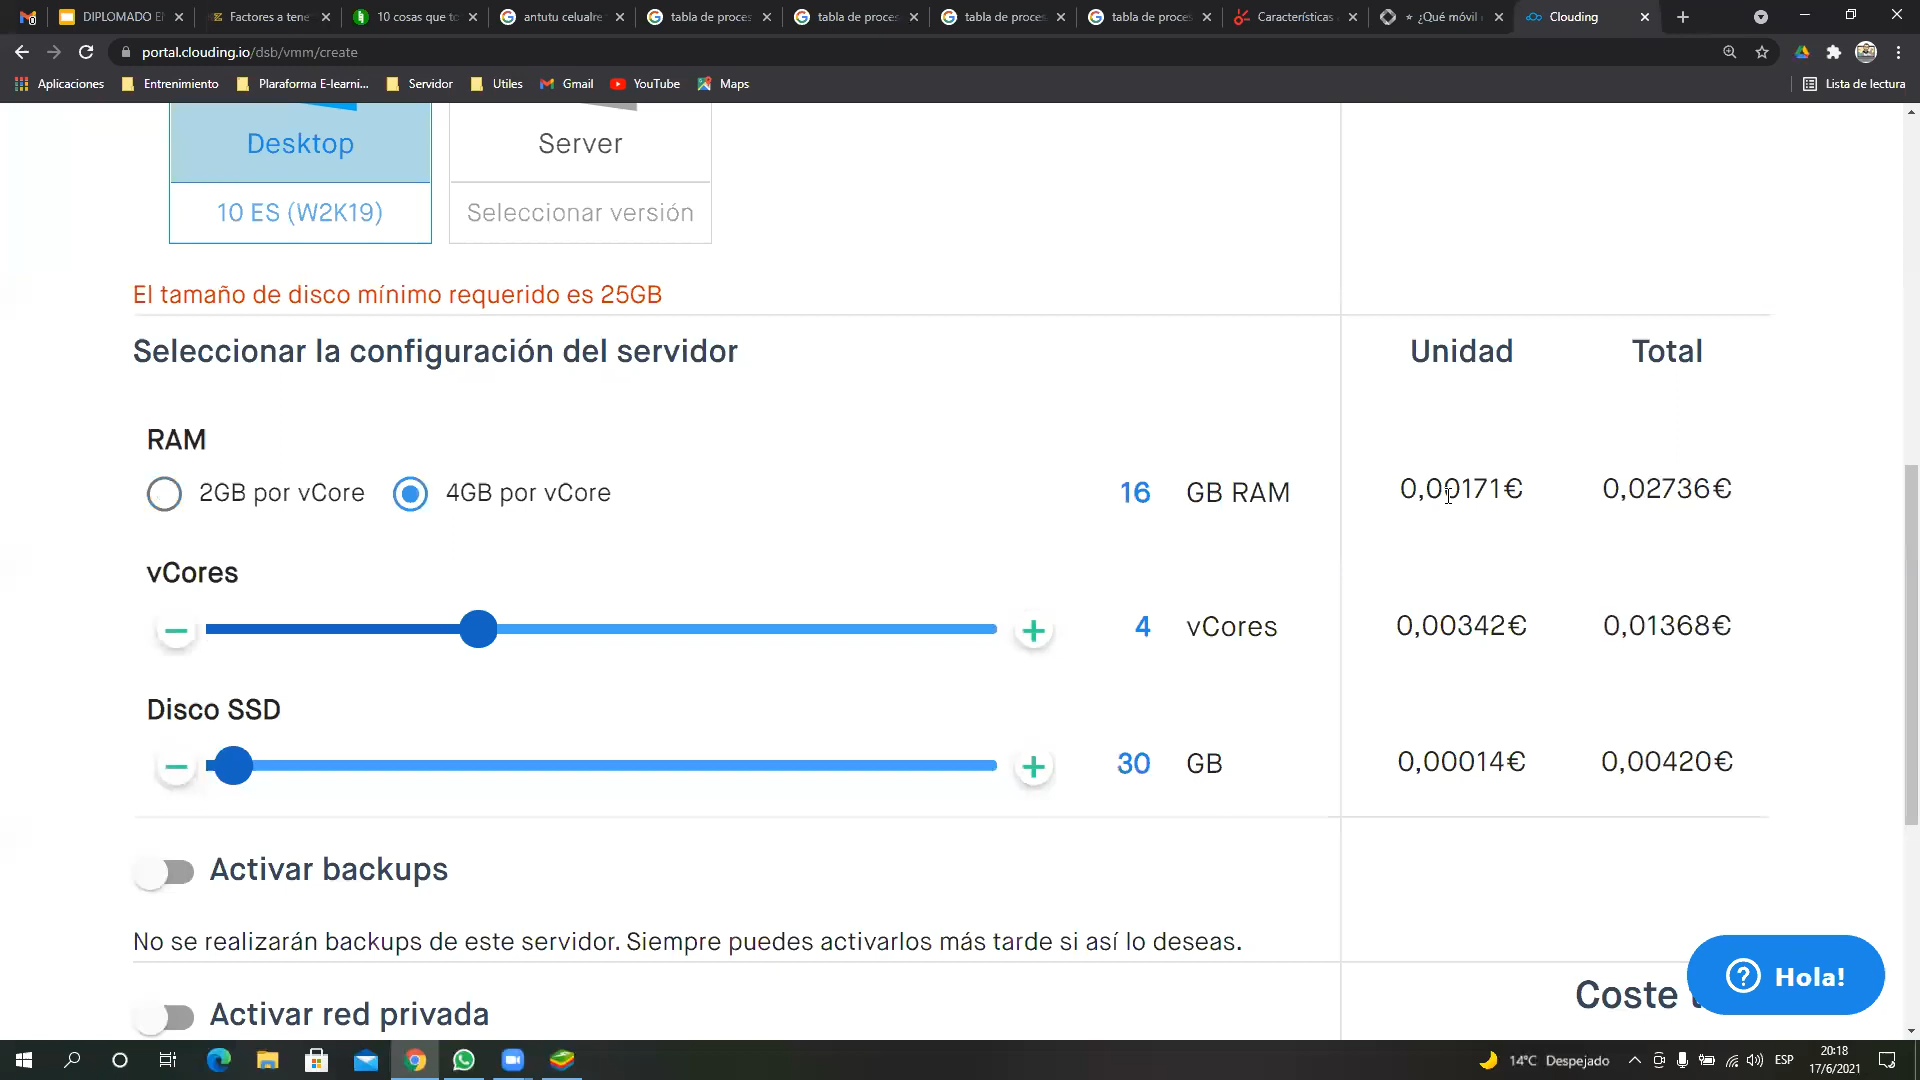 DIPLOMADO E
Factores a tene
10 cosas que to
antutu celualre
tabla de proces
tabla de proces
tabla de proces
tabla de proces
Características
¿Qué móvil
Clouding
portal.clouding.io/dsb/vmm/create
Aplicaciones
Entrenimiento
Plaraforma E-learni...
Servidor
Utiles
Gmail
YouTube
Maps
Lista de lectura
Desktop
Server
10 ES (W2K19)
Seleccionar versión
El tamaño de disco mínimo requerido es 25GB
Seleccionar la configuración del servidor
Unidad
Total
RAM
2GB por vCore
4GB por vCore
16 GB RAM
0,00171€
0,02736€
vCores
4 vCores
0,00342€
0,01368€
Disco SSD
30 GB
0,00014€
0,00420€
Activar backups
No se realizarán backups de este servidor. Siempre puedes activarlos más tarde si así lo deseas.
Activar red privada
Coste
Hola!
14°C Despejado
ESP
20:18
17/6/2021